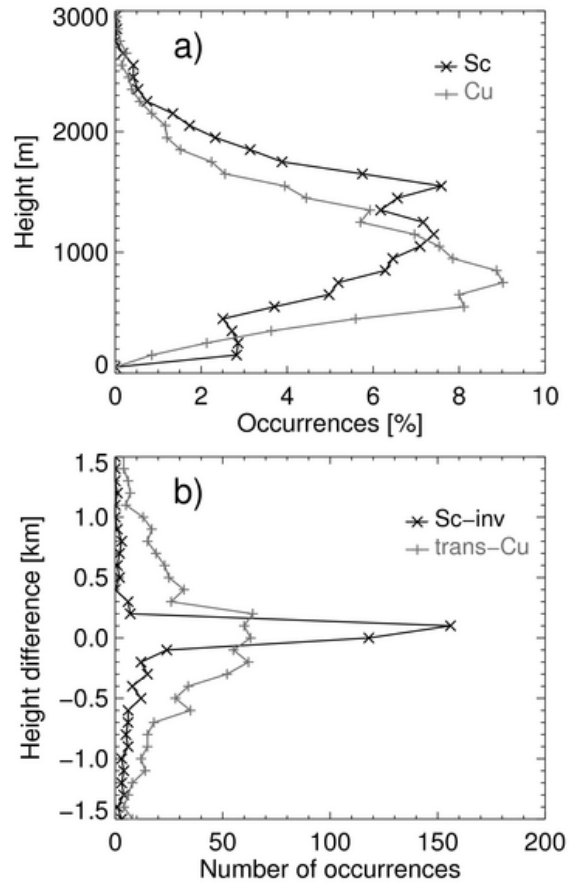 3000
a)
Sc
Cu
2000
Height [m]
1000
0
0 2 4 6 8 10
Occurrences [%]
1.5
b)
Sc-inv
trans-Cu
1.0
0.5
Height difference [km]
0.0
-0.5
-1.0
-1.5
0 50 100 150 200
Number of occurrences